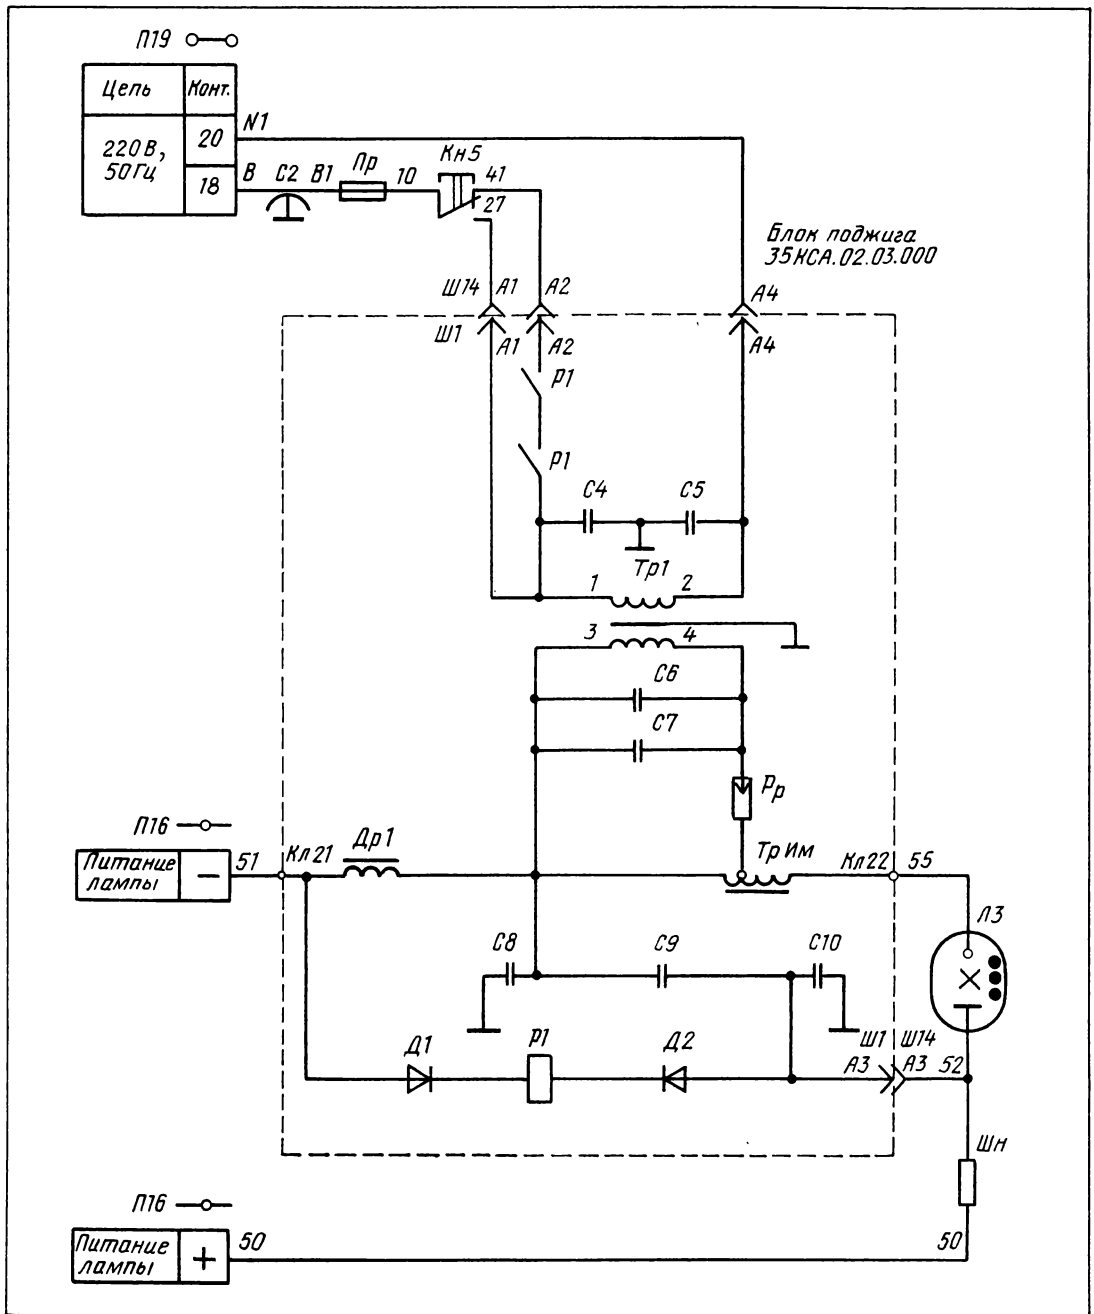 П19
Цепь Конт.
220В, 50Гц
20
18
N1
В С2 В1 Пр 10 Кн5 41
27
Блок поджига
35КСА.02.03.000
Ш14 А1 А2 А4
Ш1 А1 А2 А4
Р1
Р1
С4 С5
Тр1
1 2
3 4
С6
С7
Рр
П16
Питание лампы −
51 Кл21 Др1 Тр Им Кл22 55
Л3
С8 С9 С10
Д1 Р1 Д2 Ш1 Ш14
А3 А3 52
Шн
П16
Питание лампы +
50 50